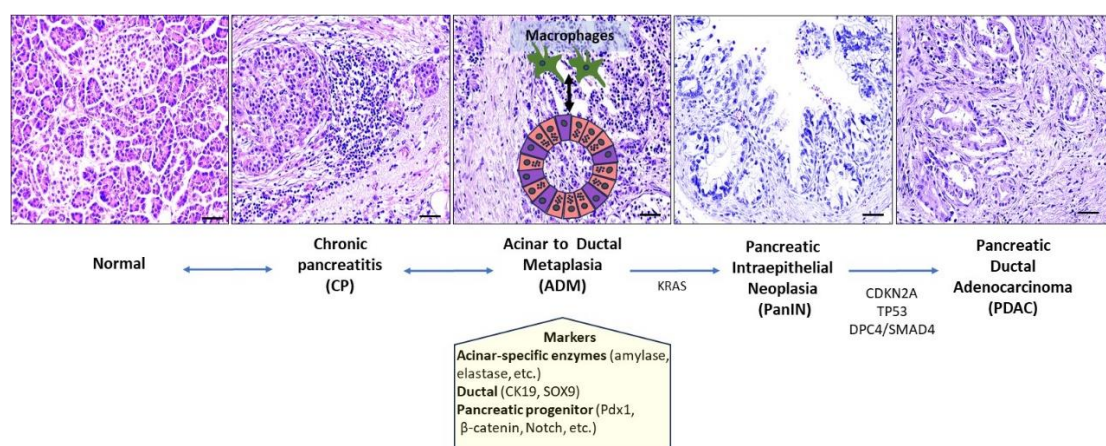 Macrophages
Normal
Chronic
pancreatitis
(CP)
Acinar to Ductal
Metaplasia
(ADM)
KRAS
Pancreatic
Intraepithelial
Neoplasia
(PanIN)
CDKN2A
TP53
DPC4/SMAD4
Pancreatic
Ductal
Adenocarcinoma
(PDAC)
Markers
Acinar-specific enzymes (amylase,
elastase, etc.)
Ductal (CK19, SOX9)
Pancreatic progenitor (Pdx1,
β-catenin, Notch, etc.)